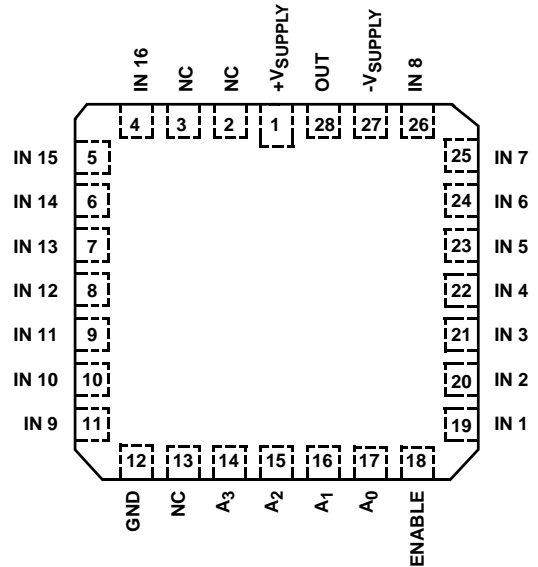 IN 16
NC
NC
+VSUPPLY
OUT
-VSUPPLY
IN 8
4 3 2 1 28 27 26
IN 15 5 25 IN 7
IN 14 6 24 IN 6
IN 13 7 23 IN 5
IN 12 8 22 IN 4
IN 11 9 21 IN 3
IN 10 10 20 IN 2
IN 9 11 19 IN 1
12 13 14 15 16 17 18
GND
NC
A3
A2
A1
A0
ENABLE